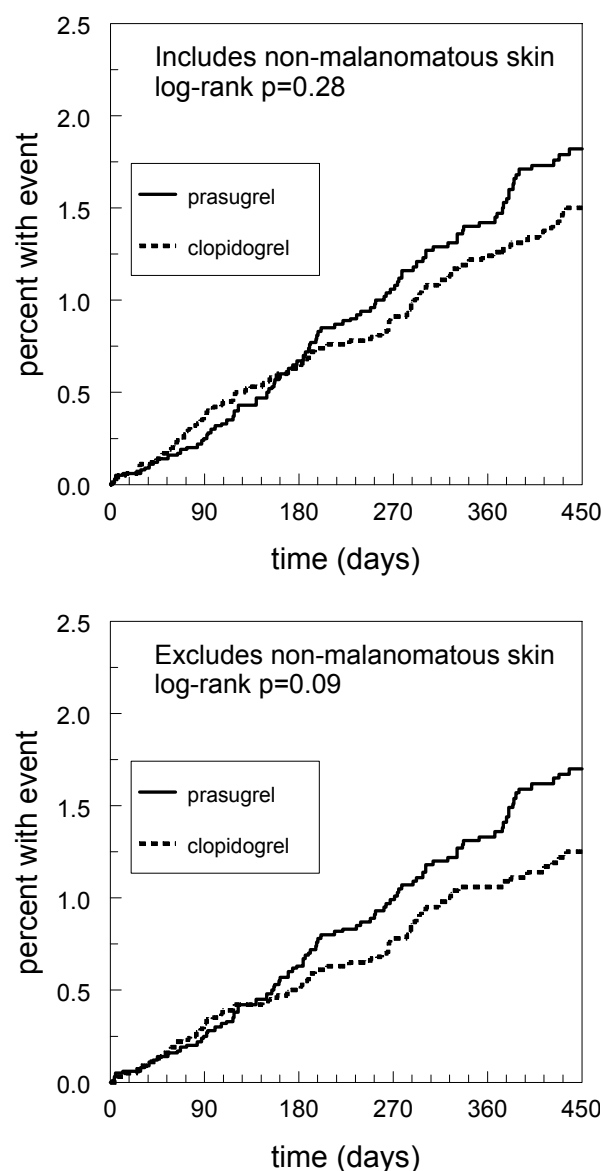 Includes non-malanomatous skin
log-rank p=0.28
prasugrel
clopidogrel
percent with event
2.5
2.0
1.5
1.0
0.5
0.0
0 90 180 270 360 450
time (days)
Excludes non-malanomatous skin
log-rank p=0.09
prasugrel
clopidogrel
percent with event
2.5
2.0
1.5
1.0
0.5
0.0
0 90 180 270 360 450
time (days)